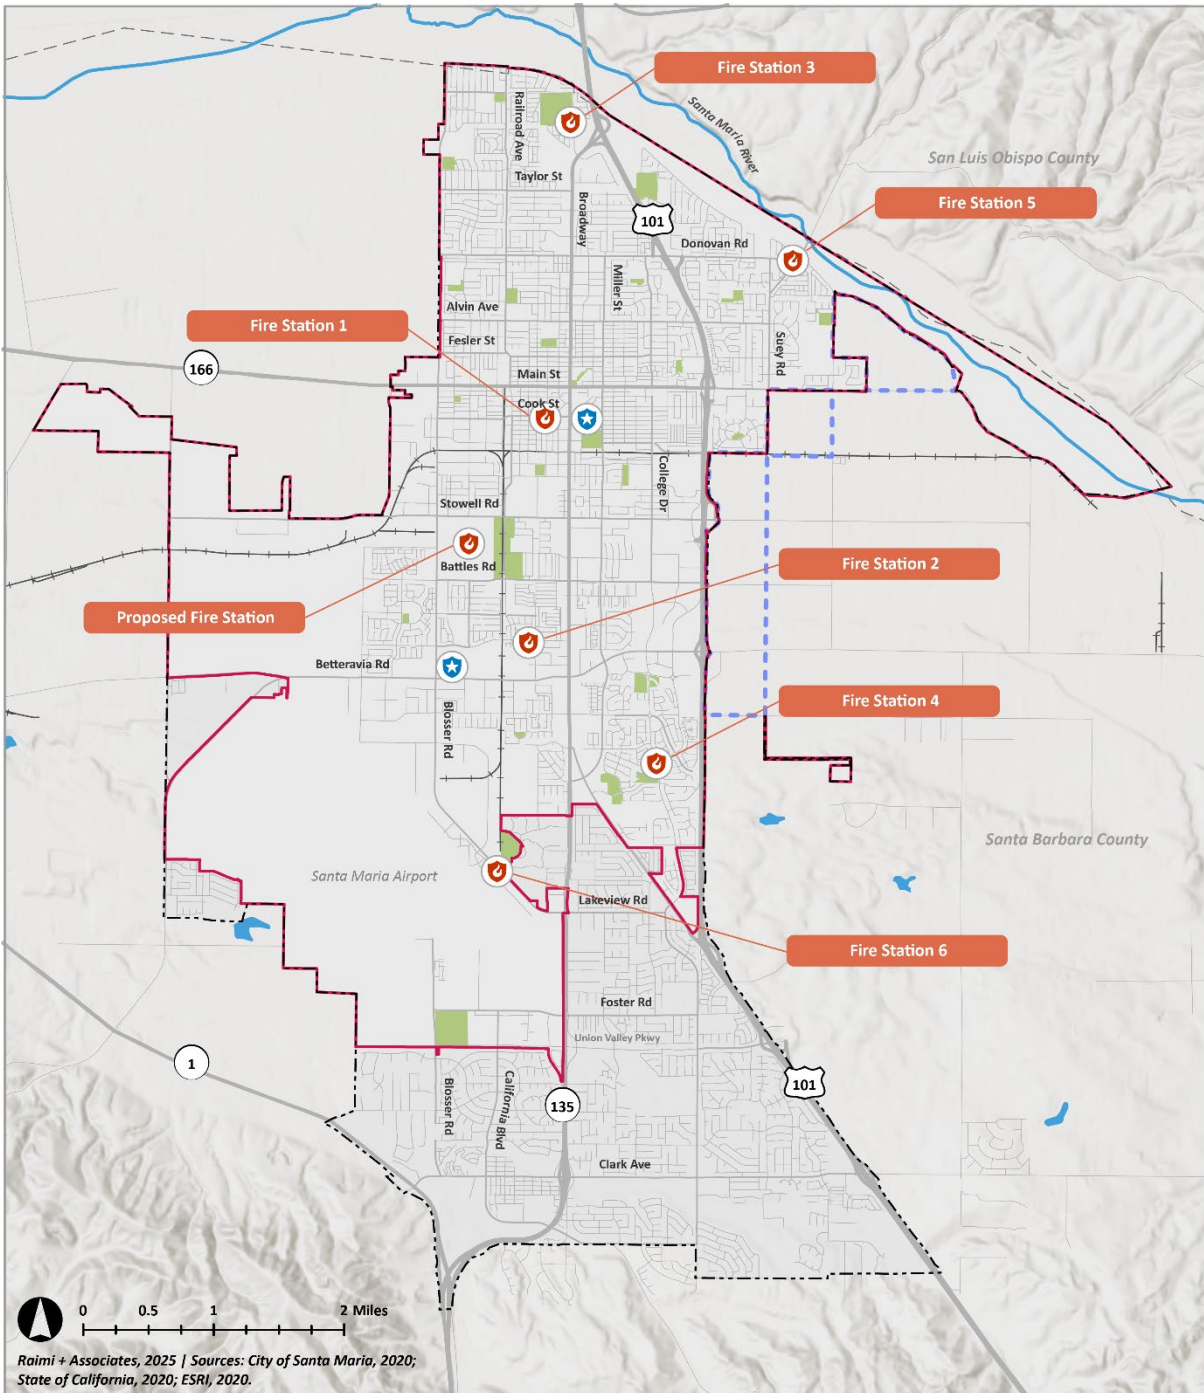 Fire Station 3
Railroad Ave
Santa Maria River
San Luis Obispo County
Taylor St
Broadway
101
Fire Station 5
Donovan Rd
Miller St
Alvin Ave
Fire Station 1
Fesler St
Suey Rd
166
Main St
Cook St
College Dr
Stowell Rd
Battles Rd
Fire Station 2
Proposed Fire Station
Betteravia Rd
Fire Station 4
Blosser Rd
Santa Barbara County
Santa Maria Airport
Lakeview Rd
Fire Station 6
Foster Rd
Union Valley Pkwy
1
101
Blosser Rd
California Blvd
135
Clark Ave
0 0.5 1 2 Miles
Raimi + Associates, 2025 | Sources: City of Santa Maria, 2020;
State of California, 2020; ESRI, 2020.